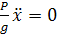 P/g ẍ = 0